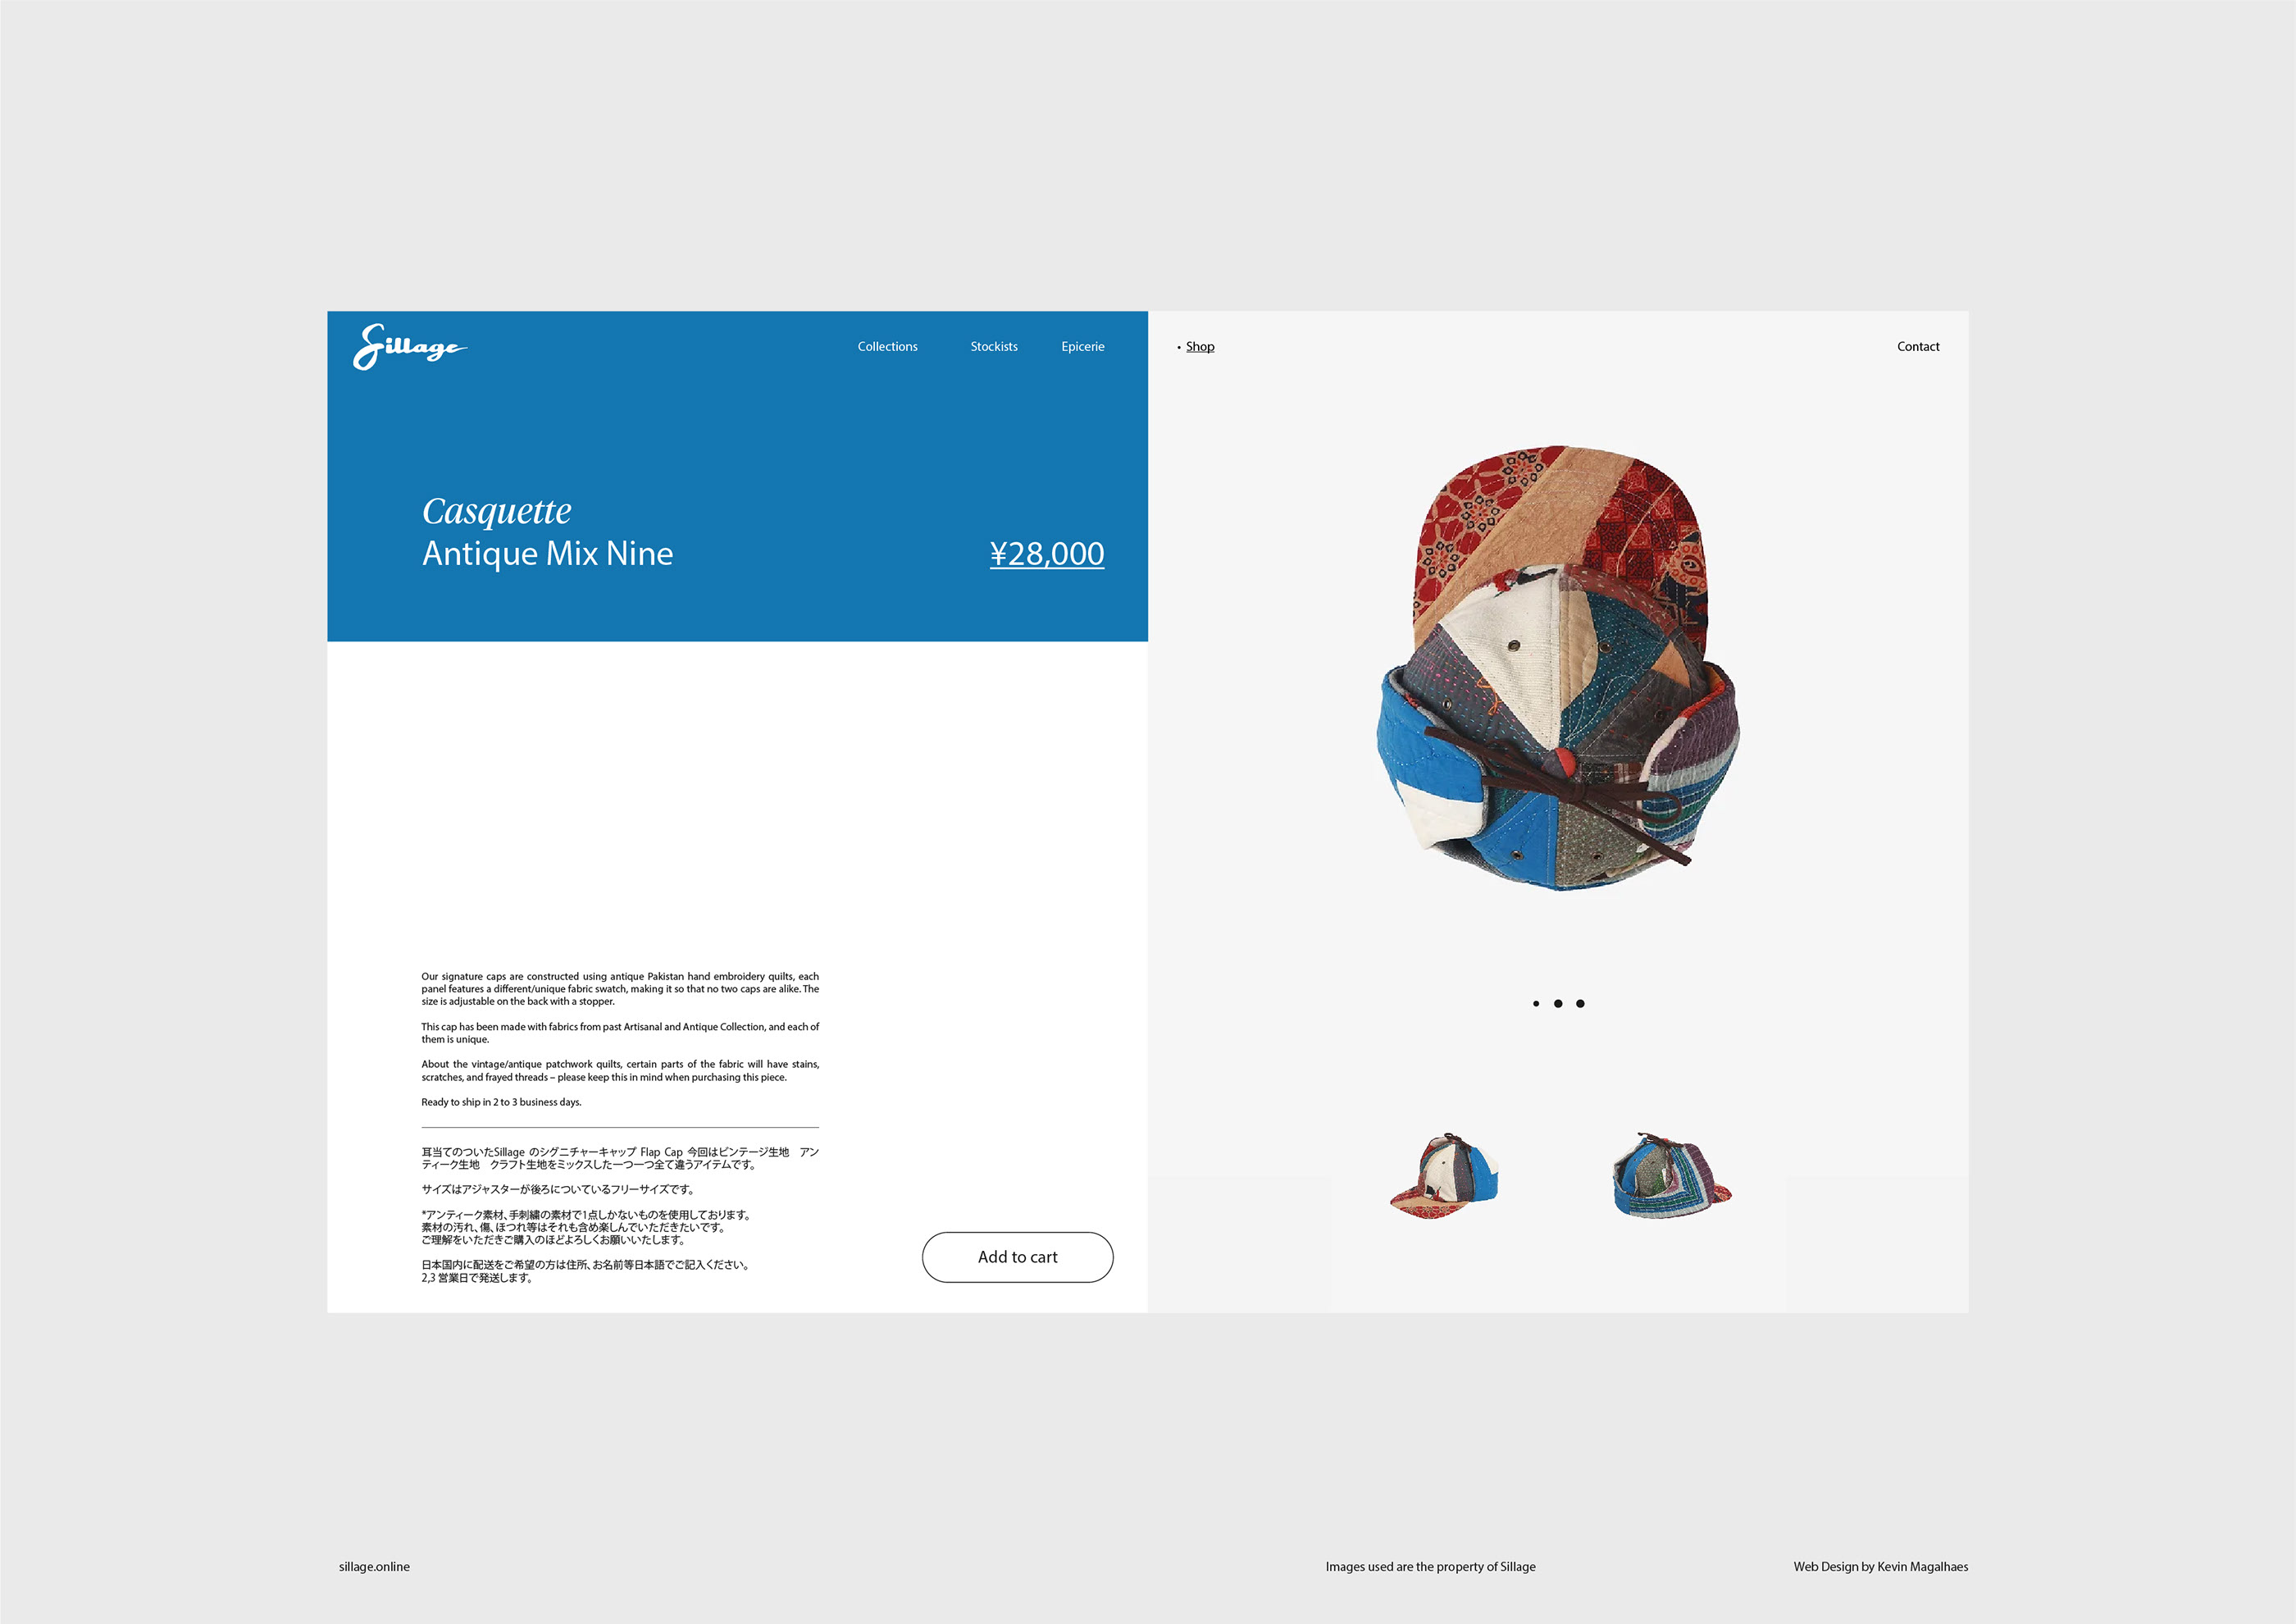 Sillage
Collections
Stockists
Epicerie
• Shop
Contact
Casquette
Antique Mix Nine
¥28,000
Our signature caps are constructed using antique Pakistan hand embroidery quilts, each
panel features a different/unique fabric swatch, making it so that no two caps are alike. The
size is adjustable on the back with a stopper.
This cap has been made with fabrics from past Artisanal and Antique Collection, and each of
them is unique.
About the vintage/antique patchwork quilts, certain parts of the fabric will have stains,
scratches, and frayed threads – please keep this in mind when purchasing this piece.
Ready to ship in 2 to 3 business days.
耳当てのついたSillage のシグニチャーキャップ Flap Cap 今回はビンテージ生地　アン
ティーク生地　クラフト生地をミックスした一つ一つ全て違うアイテムです。
サイズはアジャスターが後ろについているフリーサイズです。
*アンティーク素材、手刺繍の素材で1点しかないものを使用しております。
素材の汚れ、傷、ほつれ等はそれも含め楽しんでいただきたいです。
ご理解をいただきご購入のほどよろしくお願いいたします。
日本国内に配送をご希望の方は住所、お名前等日本語でご記入ください。
2,3 営業日で発送します。
Add to cart
sillage.online
Images used are the property of Sillage
Web Design by Kevin Magalhaes